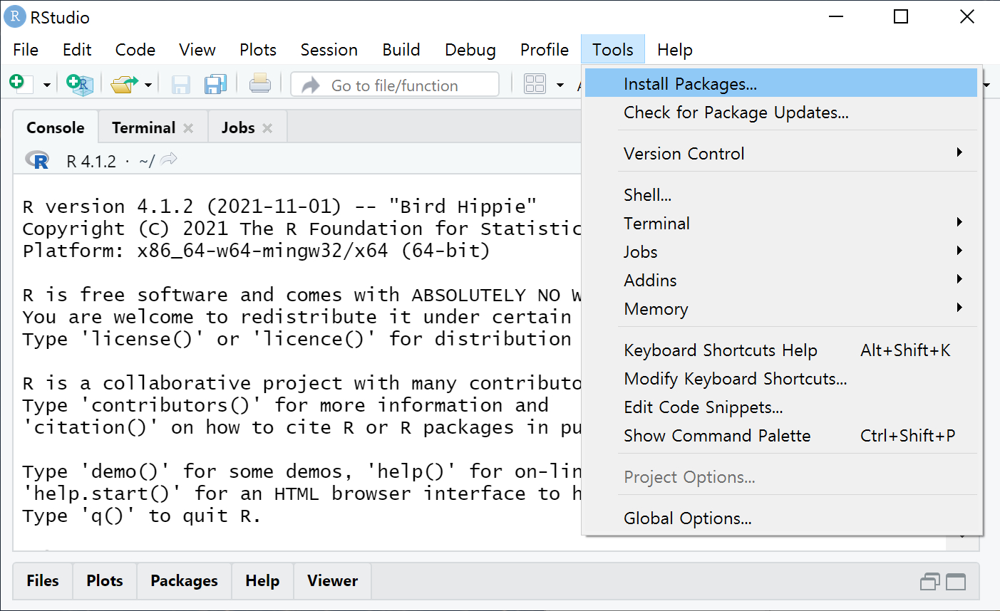 R RStudio
File Edit Code View Plots Session Build Debug Profile Tools Help
Go to file/function
Install Packages...
Check for Package Updates...
Version Control
Shell...
Terminal
Jobs
Addins
Memory
Keyboard Shortcuts Help Alt+Shift+K
Modify Keyboard Shortcuts...
Edit Code Snippets...
Show Command Palette Ctrl+Shift+P
Project Options...
Global Options...
Console Terminal Jobs
R R 4.1.2 · ~/
R version 4.1.2 (2021-11-01) -- "Bird Hippie"
Copyright (C) 2021 The R Foundation for Statistic
Platform: x86_64-w64-mingw32/x64 (64-bit)
R is free software and comes with ABSOLUTELY NO W
You are welcome to redistribute it under certain
Type 'license()' or 'licence()' for distribution
R is a collaborative project with many contributo
Type 'contributors()' for more information and
'citation()' on how to cite R or R packages in pu
Type 'demo()' for some demos, 'help()' for on-lin
'help.start()' for an HTML browser interface to h
Type 'q()' to quit R.
Files Plots Packages Help Viewer